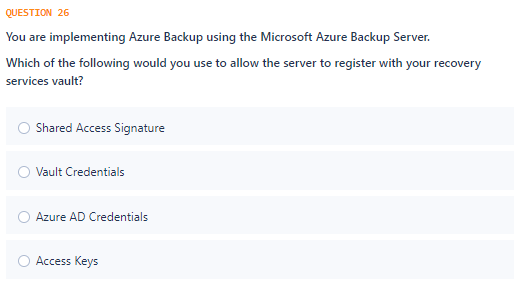 QUESTION 26
You are implementing Azure Backup using the Microsoft Azure Backup Server.
Which of the following would you use to allow the server to register with your recovery
services vault?
Shared Access Signature
Vault Credentials
Azure AD Credentials
Access Keys